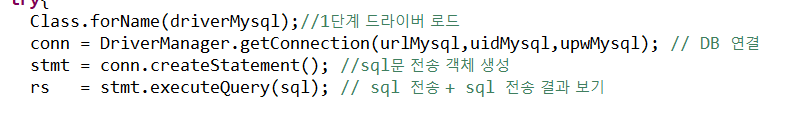 try{
Class.forName(driverMysql);//1단계 드라이버 로드
conn = DriverManager.getConnection(urlMysql,uidMysql,upwMysql); // DB 연결
stmt = conn.createStatement(); //sql문 전송 객체 생성
rs   = stmt.executeQuery(sql); // sql 전송 + sql 전송 결과 보기